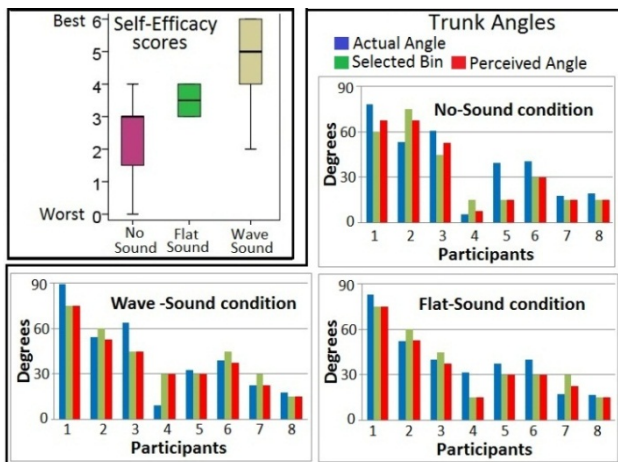 Self-Efficacy
scores
Best 6
5
4
3
2
1
Worst 0
No Sound
Flat Sound
Wave Sound
Trunk Angles
Actual Angle
Selected Bin Perceived Angle
No-Sound condition
Degrees
90
60
30
0
1 2 3 4 5 6 7 8
Participants
Wave -Sound condition
Degrees
90
60
30
0
1 2 3 4 5 6 7 8
Participants
Flat-Sound condition
Degrees
90
60
30
0
1 2 3 4 5 6 7 8
Participants